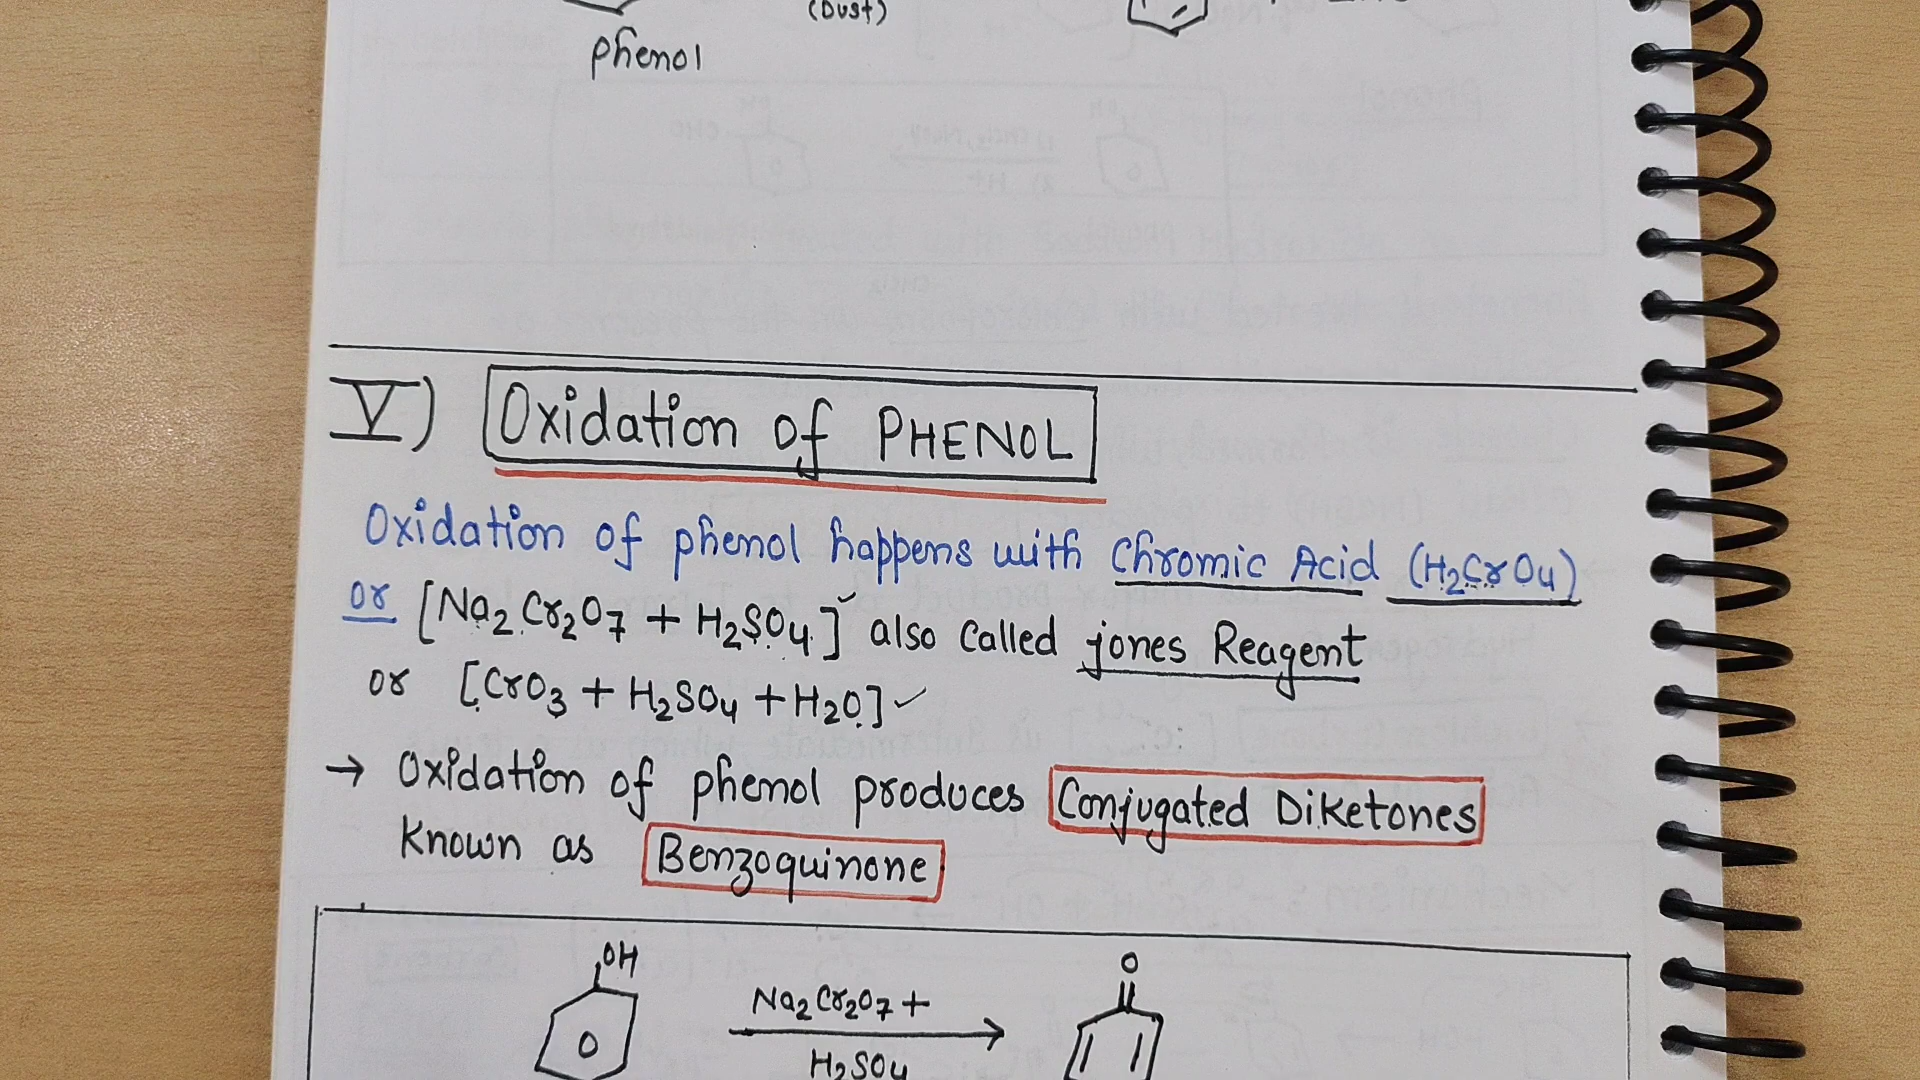 (Dust)
phenol
V) Oxidation of PHENOL
Oxidation of phenol happens with Chromic Acid (H2CrO4)
or [Na2Cr2O7 + H2SO4] also called jones Reagent
or [CrO3 + H2SO4 + H2O]
→ Oxidation of phenol produces Conjugated Diketones
Known as Benzoquinone
OH
O
Na2Cr2O7 +
H2SO4